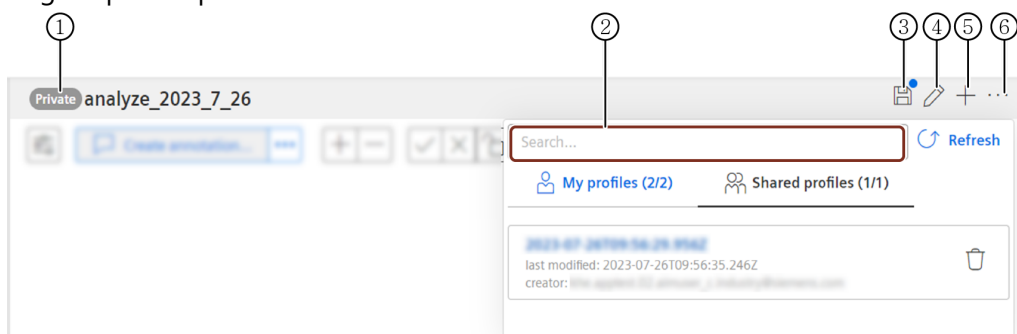 ① ② ③ ④ ⑤ ⑥
Private analyze_2023_7_26
Create annotation...
Search...
Refresh
My profiles (2/2) Shared profiles (1/1)
2023-07-26T09:56:29.956Z
last modified: 2023-07-26T09:56:35.246Z
creator: